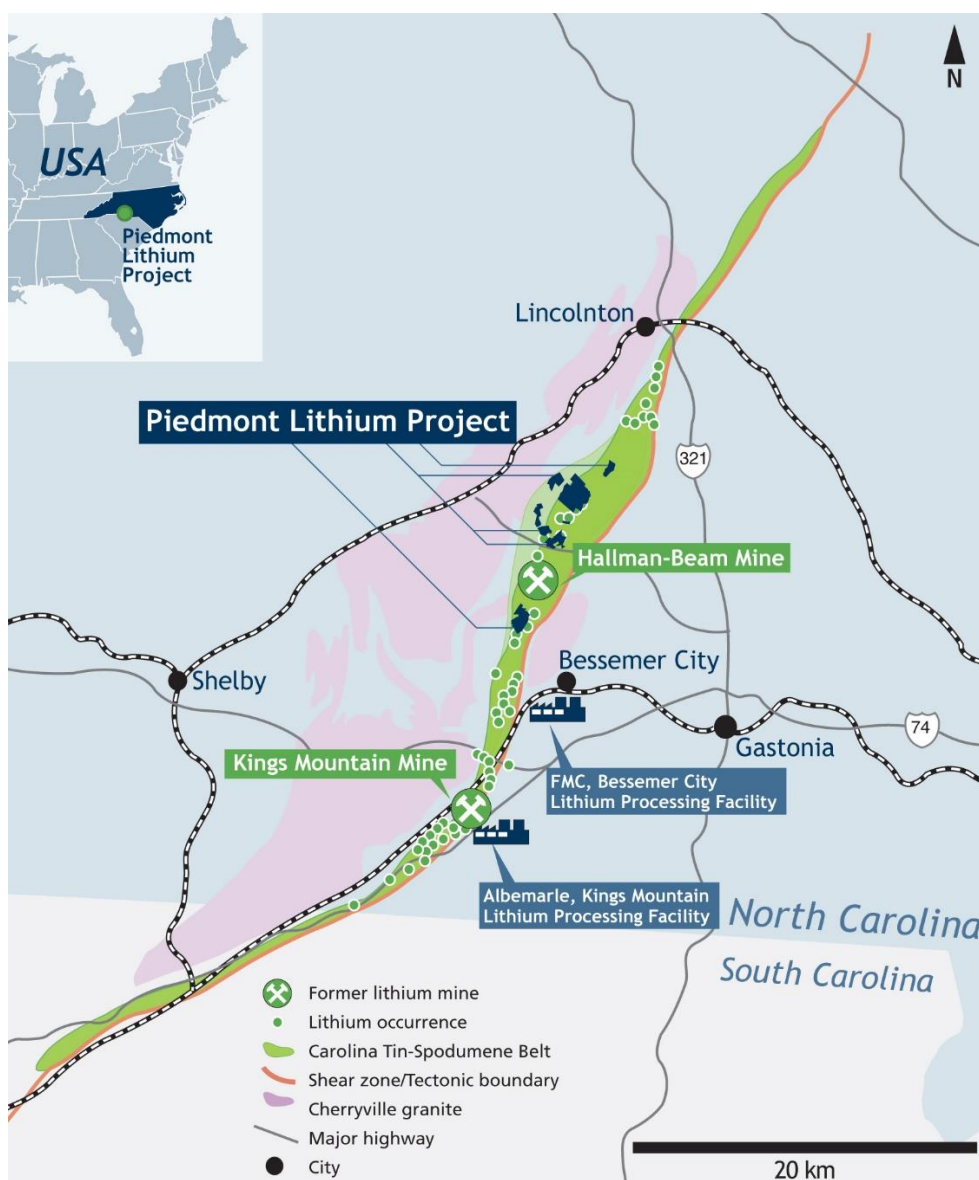 N
USA
Piedmont
Lithium
Project
Lincolnton
Piedmont Lithium Project
321
Hallman-Beam Mine
Bessemer City
Shelby
74
Gastonia
Kings Mountain Mine
FMC, Bessemer City
Lithium Processing Facility
Albemarle, Kings Mountain
Lithium Processing Facility
North Carolina
South Carolina
Former lithium mine
Lithium occurrence
Carolina Tin-Spodumene Belt
Shear zone/Tectonic boundary
Cherryville granite
Major highway
City
20 km